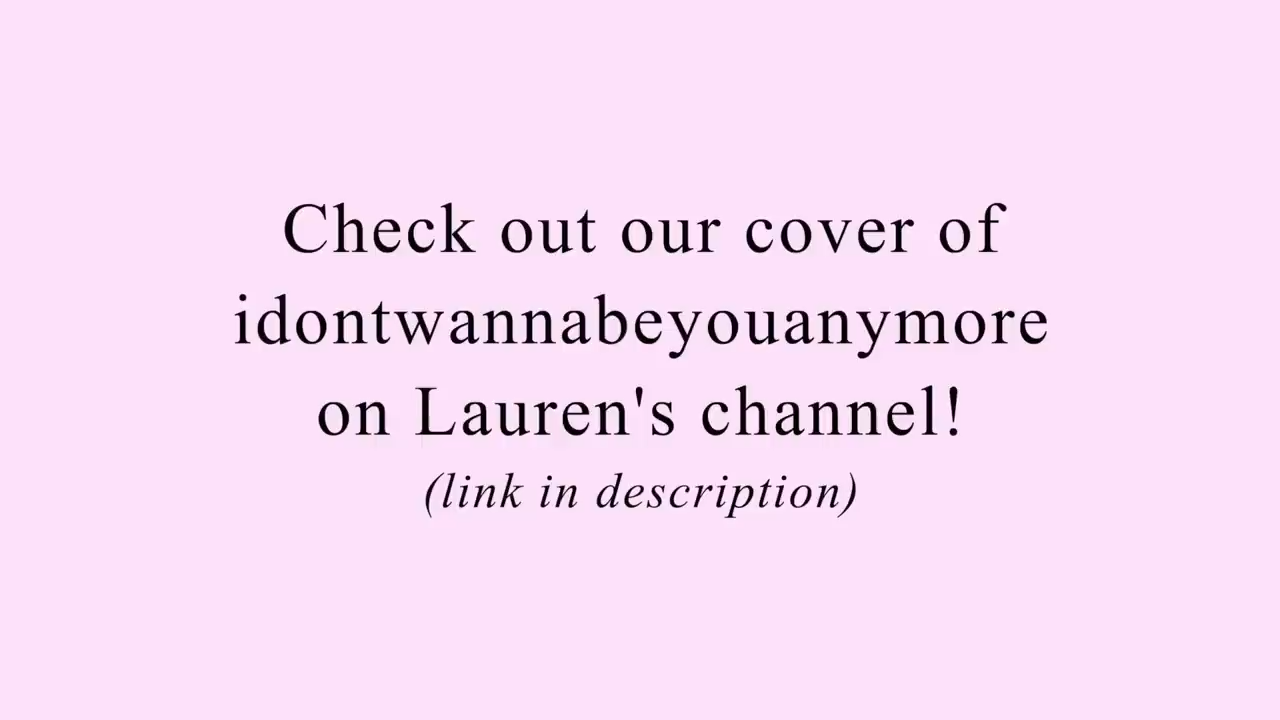 Check out our cover of
idontwannabeyouanymore
on Lauren's channel!
(link in description)